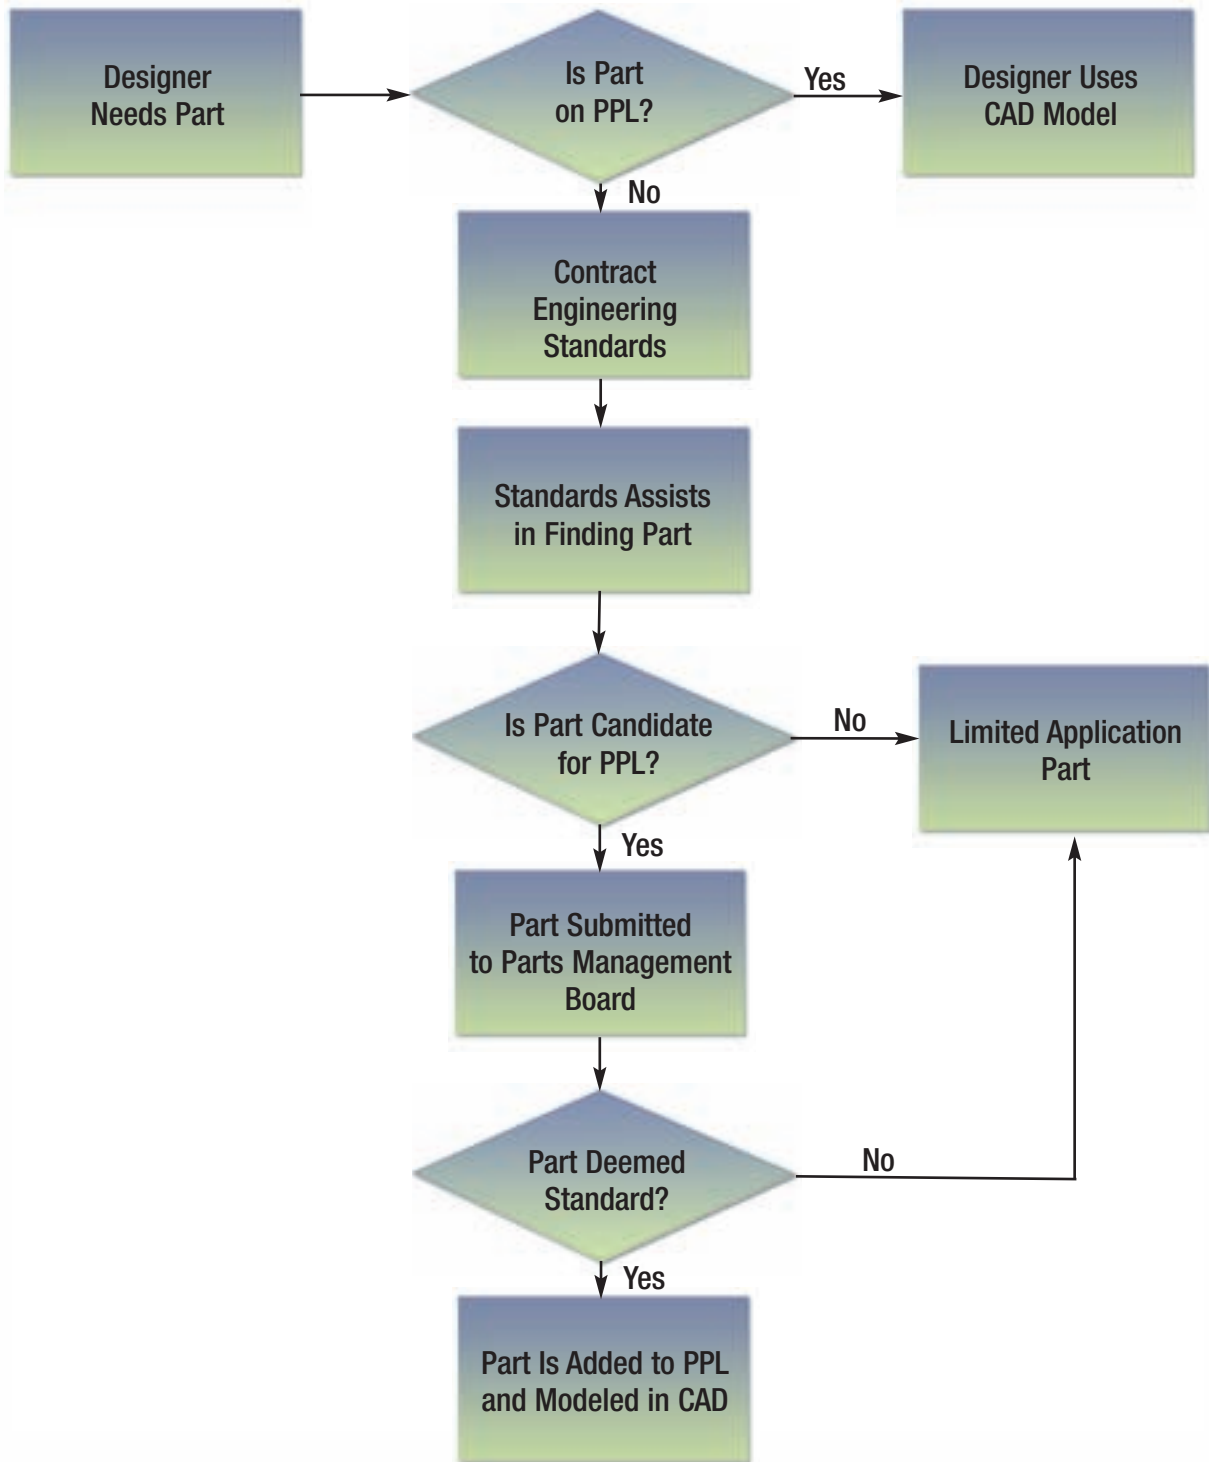 Designer
Needs Part
Is Part
on PPL?
Yes
Designer Uses
CAD Model
No
Contract
Engineering
Standards
Standards Assists
in Finding Part
Is Part Candidate
for PPL?
No
Limited Application
Part
Yes
Part Submitted
to Parts Management
Board
Part Deemed
Standard?
No
Yes
Part Is Added to PPL
and Modeled in CAD